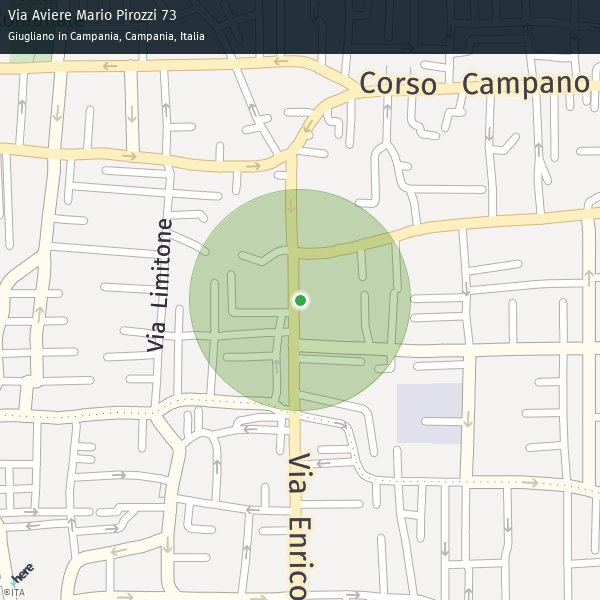 Via Aviere Mario Pirozzi 73
Giugliano in Campania, Campania, Italia
Corso Campano
Via Limitone
Via Enrico
here
©ITA